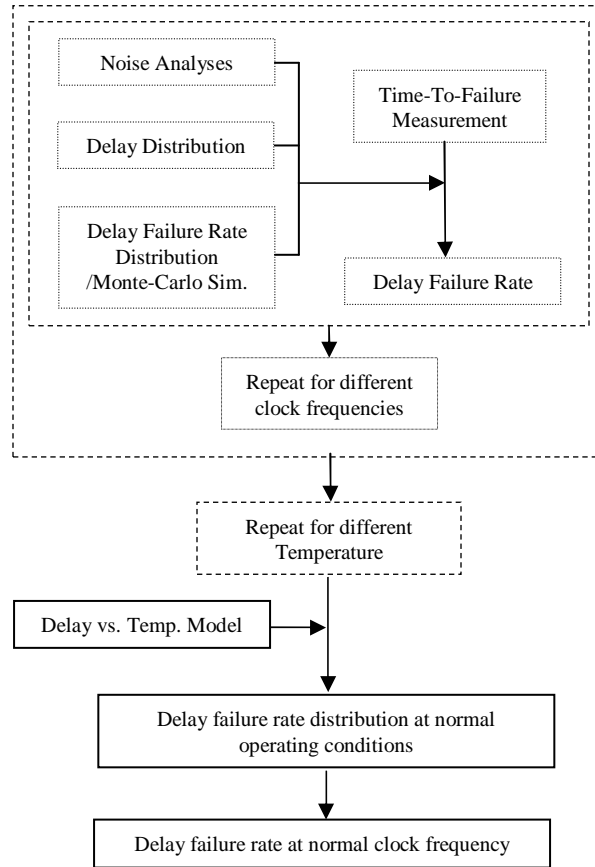 Noise Analyses
Time-To-Failure
Measurement
Delay Distribution
Delay Failure Rate
Distribution
/Monte-Carlo Sim.
Delay Failure Rate
Repeat for different
clock frequencies
Repeat for different
Temperature
Delay vs. Temp. Model
Delay failure rate distribution at normal
operating conditions
Delay failure rate at normal clock frequency